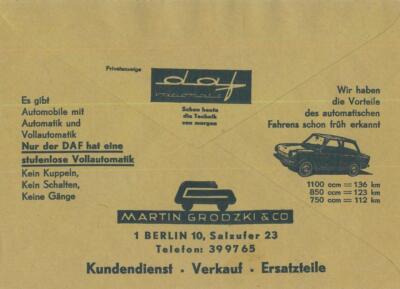 Privatanzeige
daf
variomatic
Schon heute
die Technik
von morgen
Es gibt
Automobile mit
Automatik und
Vollautomatik
Nur der DAF hat eine
stufenlose Vollautomatik
Kein Kuppeln,
Kein Schalten,
Keine Gänge
Wir haben
die Vorteile
des automatischen
Fahrens schon früh erkannt
1100 ccm = 136 km
850 ccm = 123 km
750 ccm = 112 km
MARTIN GRODZKI & CO
1 BERLIN 10, Salzufer 23
Telefon: 399765
Kundendienst · Verkauf · Ersatzteile